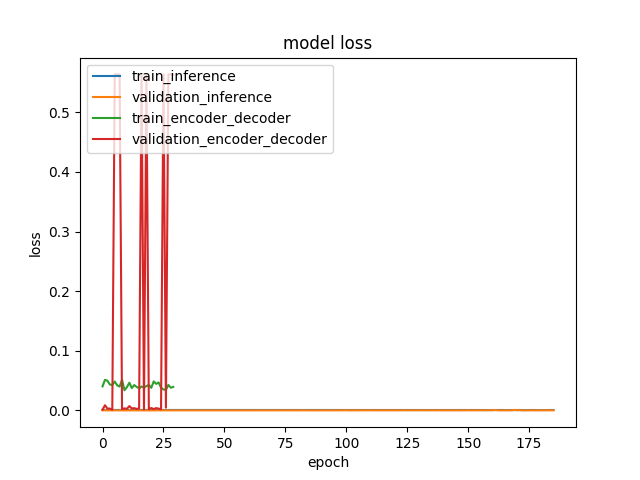 model loss
train_inference
validation_inference
train_encoder_decoder
validation_encoder_decoder
0.5
0.4
0.3
0.2
0.1
0.0
loss
0 25 50 75 100 125 150 175
epoch